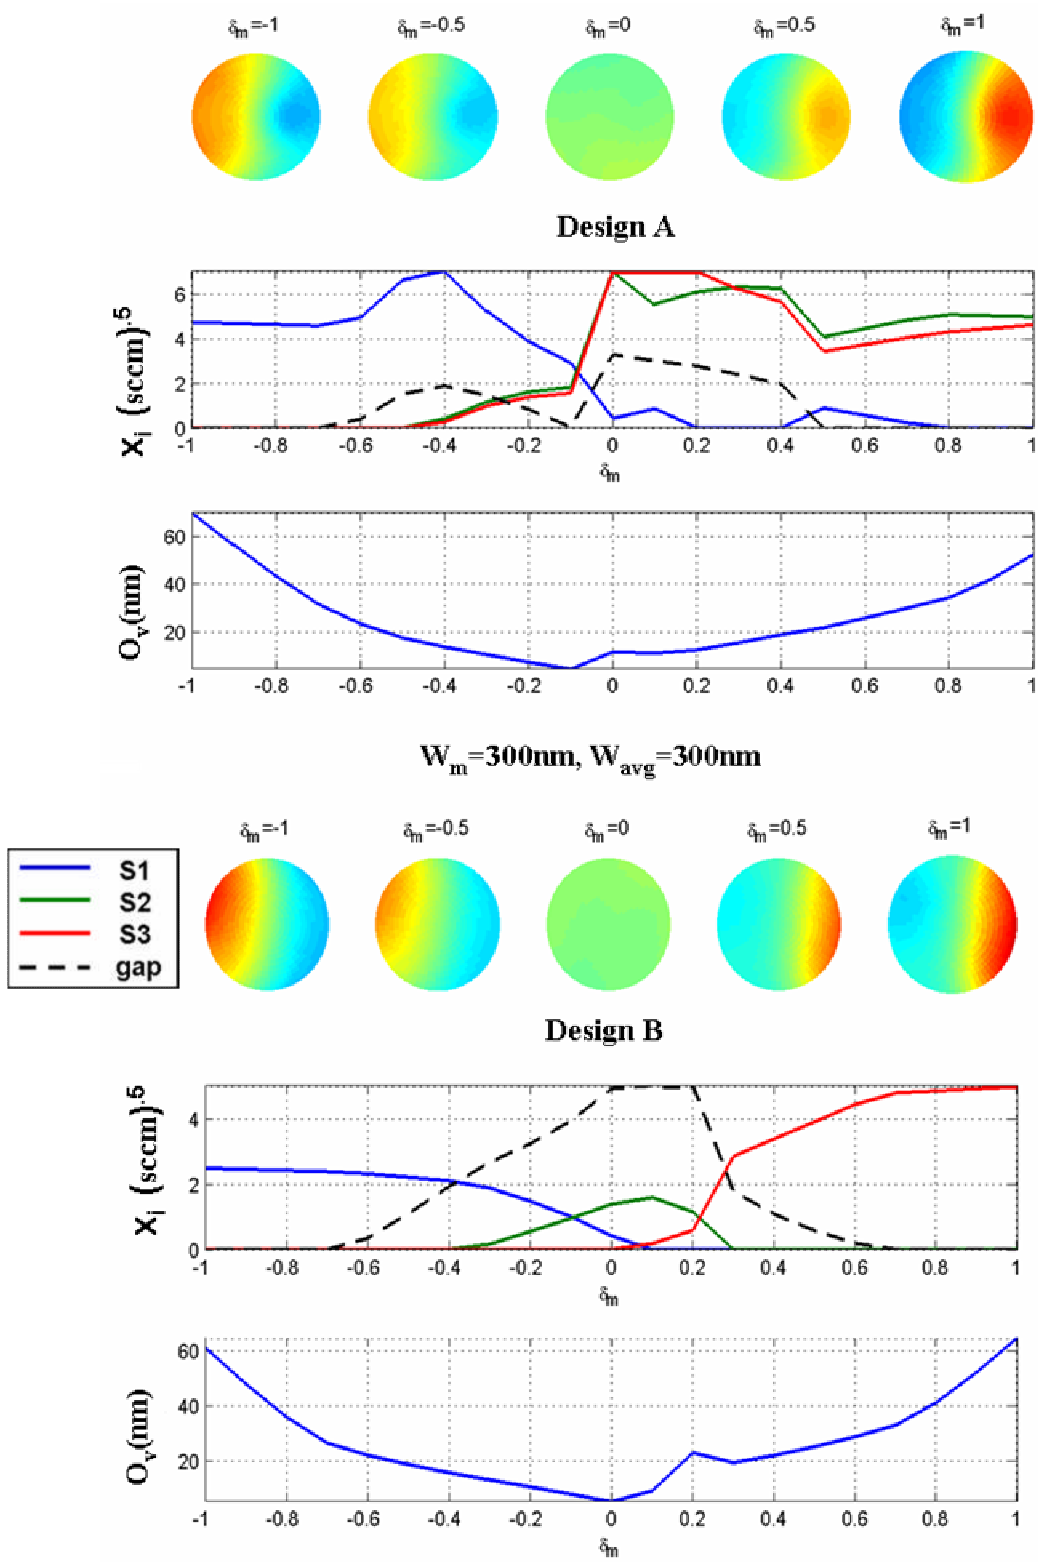 δm=-1 δm=-0.5 δm=0 δm=0.5 δm=1
Design A
Xi (sccm).5
6
4
2
0
-1 -0.8 -0.6 -0.4 -0.2 0 0.2 0.4 0.6 0.8 1
δm
Ov(nm)
60
40
20
-1 -0.8 -0.6 -0.4 -0.2 0 0.2 0.4 0.6 0.8 1
Wm=300nm, Wavg=300nm
δm=-1 δm=-0.5 δm=0 δm=0.5 δm=1
S1
S2
S3
gap
Design B
Xi (sccm).5
4
2
0
-1 -0.8 -0.6 -0.4 -0.2 0 0.2 0.4 0.6 0.8 1
δm
Ov(nm)
60
40
20
-1 -0.8 -0.6 -0.4 -0.2 0 0.2 0.4 0.6 0.8 1
δm